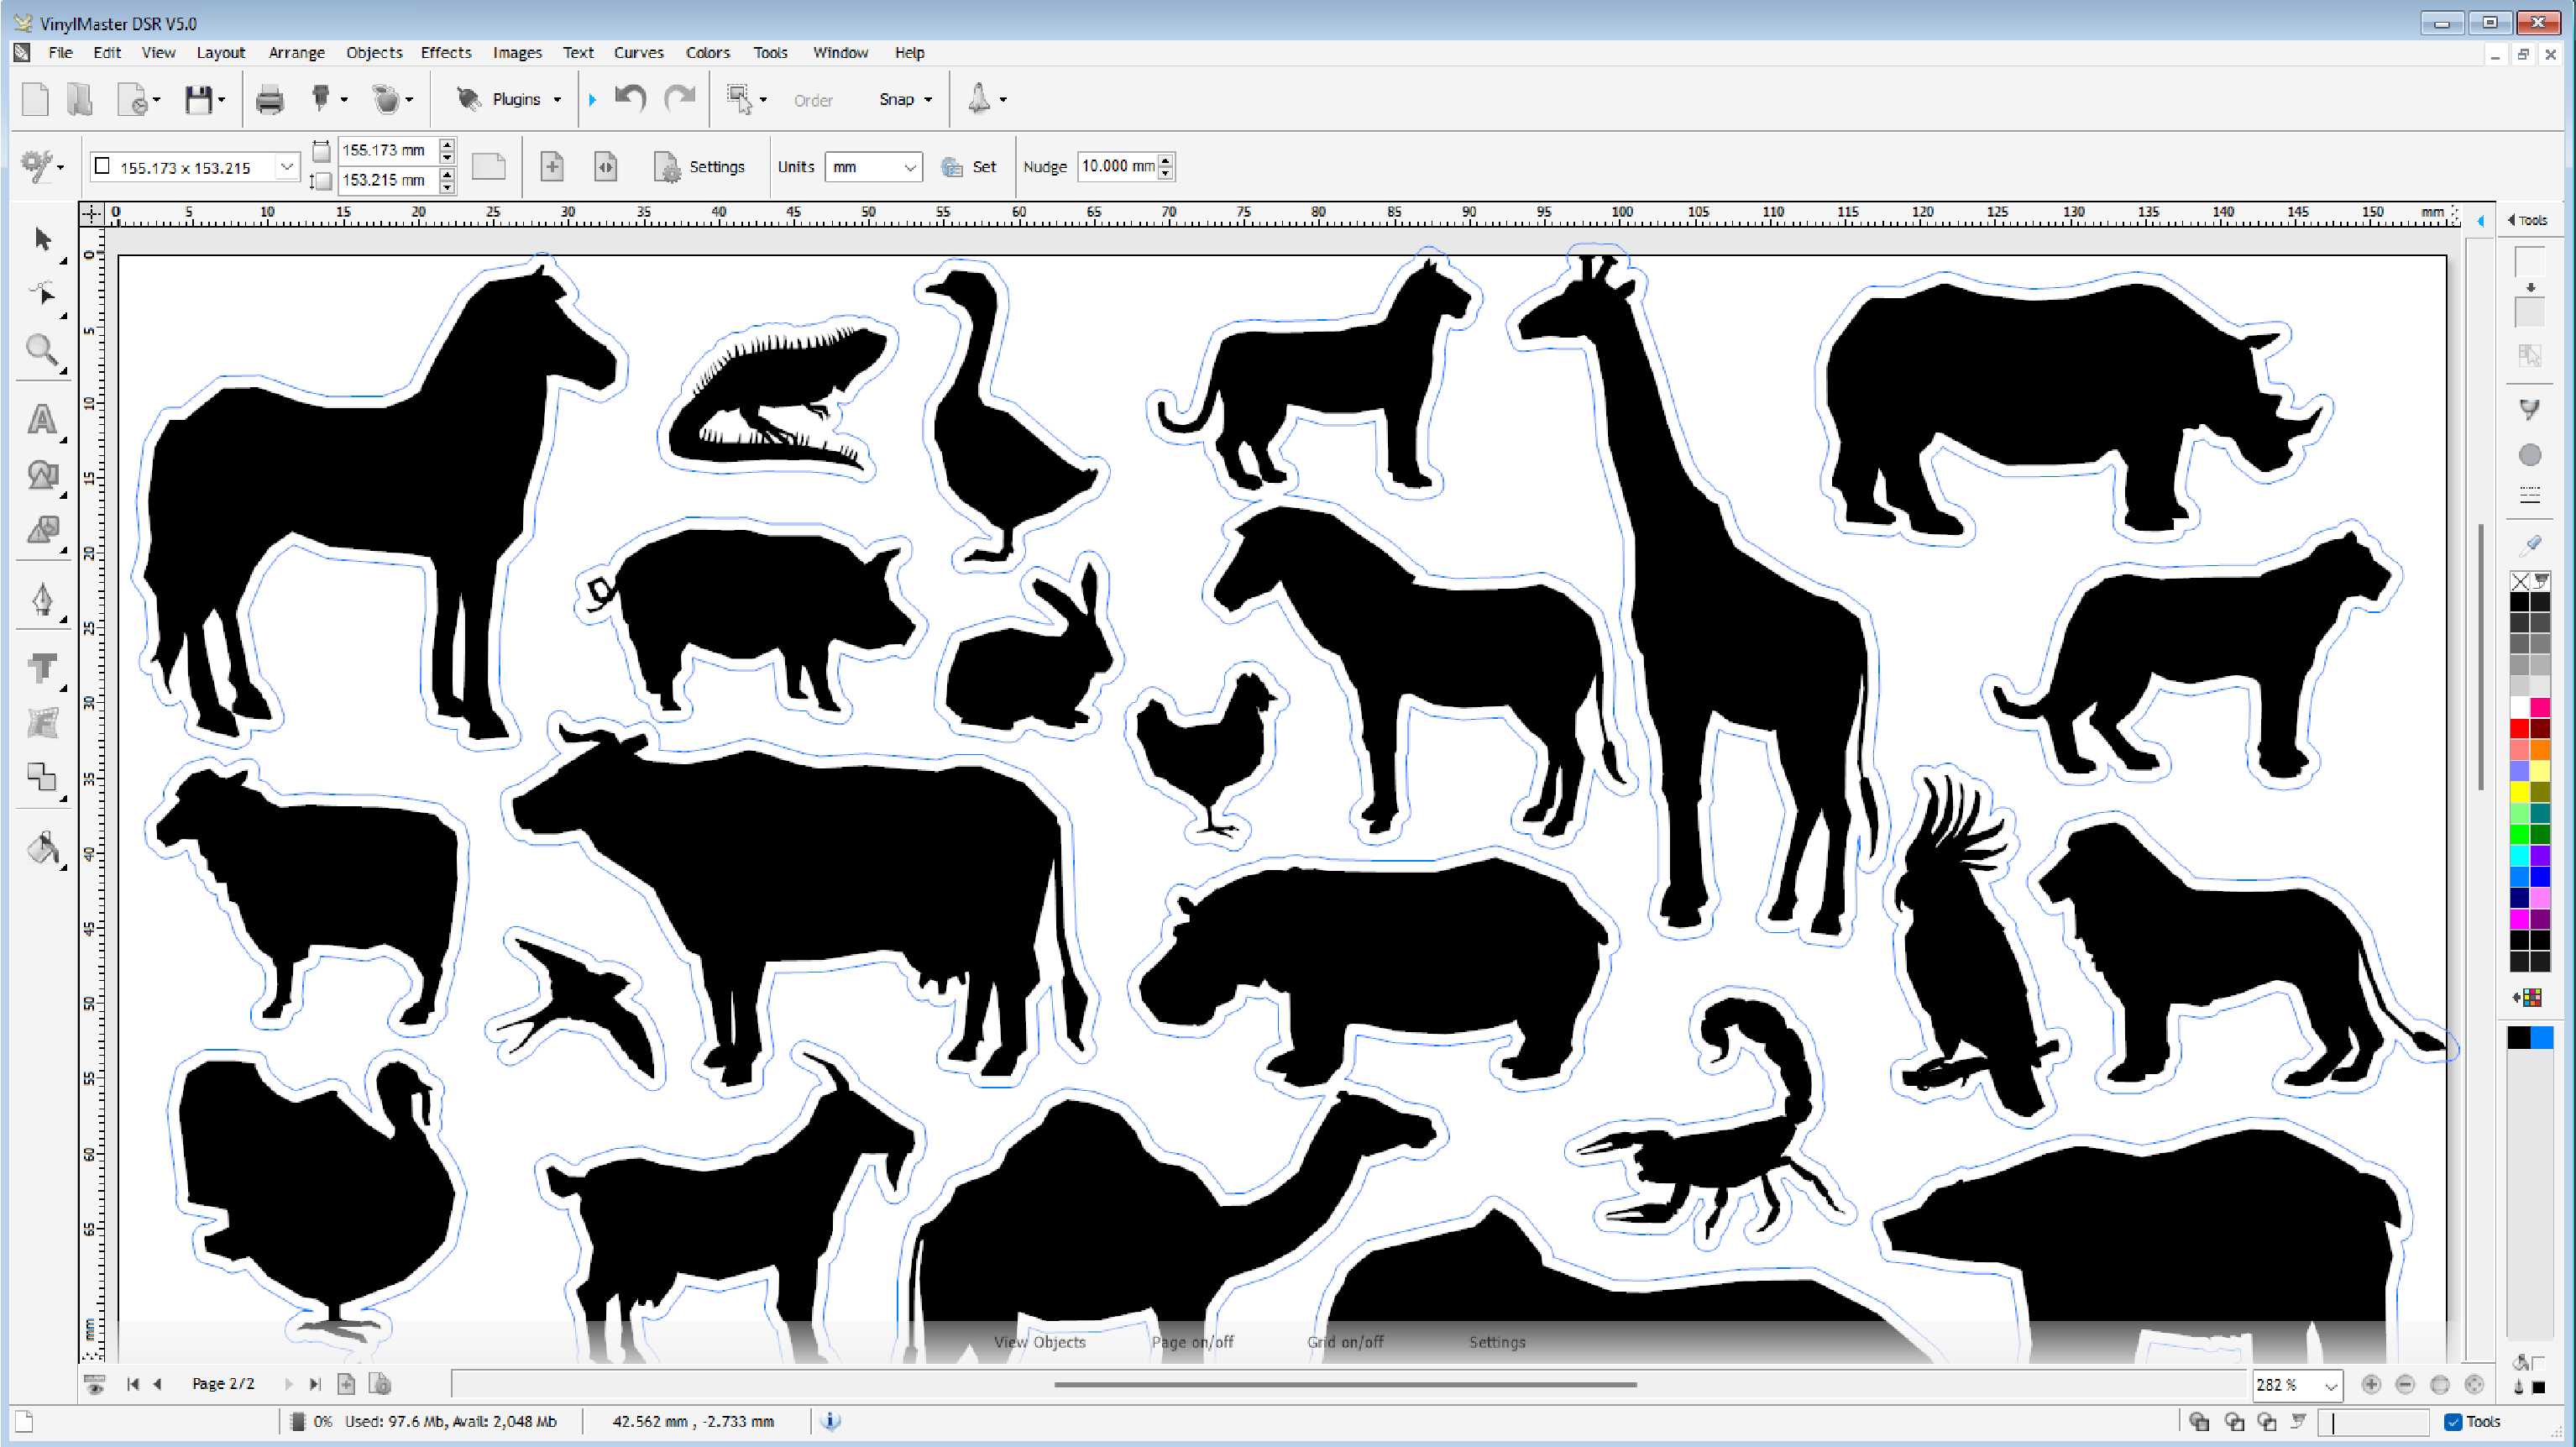 VinylMaster DSR V5.0
File Edit View Layout Arrange Objects Effects Images Text Curves Colors Tools Window Help
Plugins Order Snap
155.173 x 153.215 155.173 mm 153.215 mm Settings Units mm Set Nudge 10.000 mm
0 5 10 15 20 25 30 35 40 45 50 55 60 65 70 75 80 85 90 95 100 105 110 115 120 125 130 135 140 145 150 mm
Tools
0
5
10
15
20
25
30
35
40
45
50
55
60
65
mm
View Objects Page on/off Grid on/off Settings
Page 2/2 282 %
0% Used: 97.6 Mb, Avail: 2,048 Mb 42.562 mm , -2.733 mm Tools